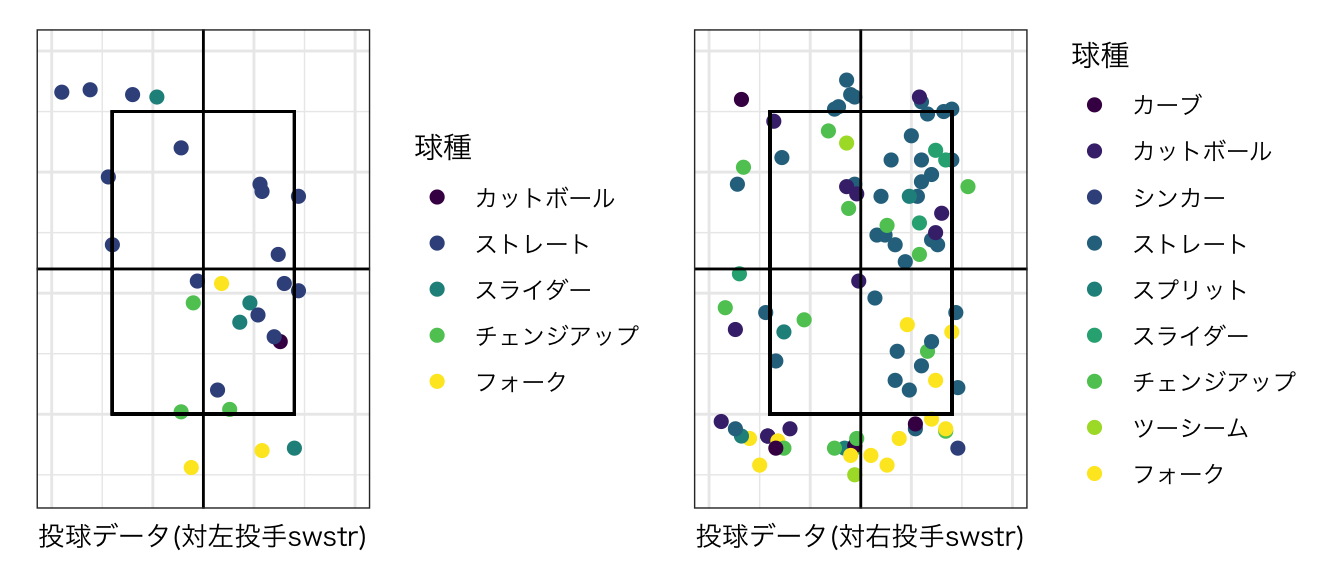 球種
カットボール
ストレート
スライダー
チェンジアップ
フォーク
投球データ(対左投手swstr)
球種
カーブ
カットボール
シンカー
ストレート
スプリット
スライダー
チェンジアップ
ツーシーム
フォーク
投球データ(対右投手swstr)